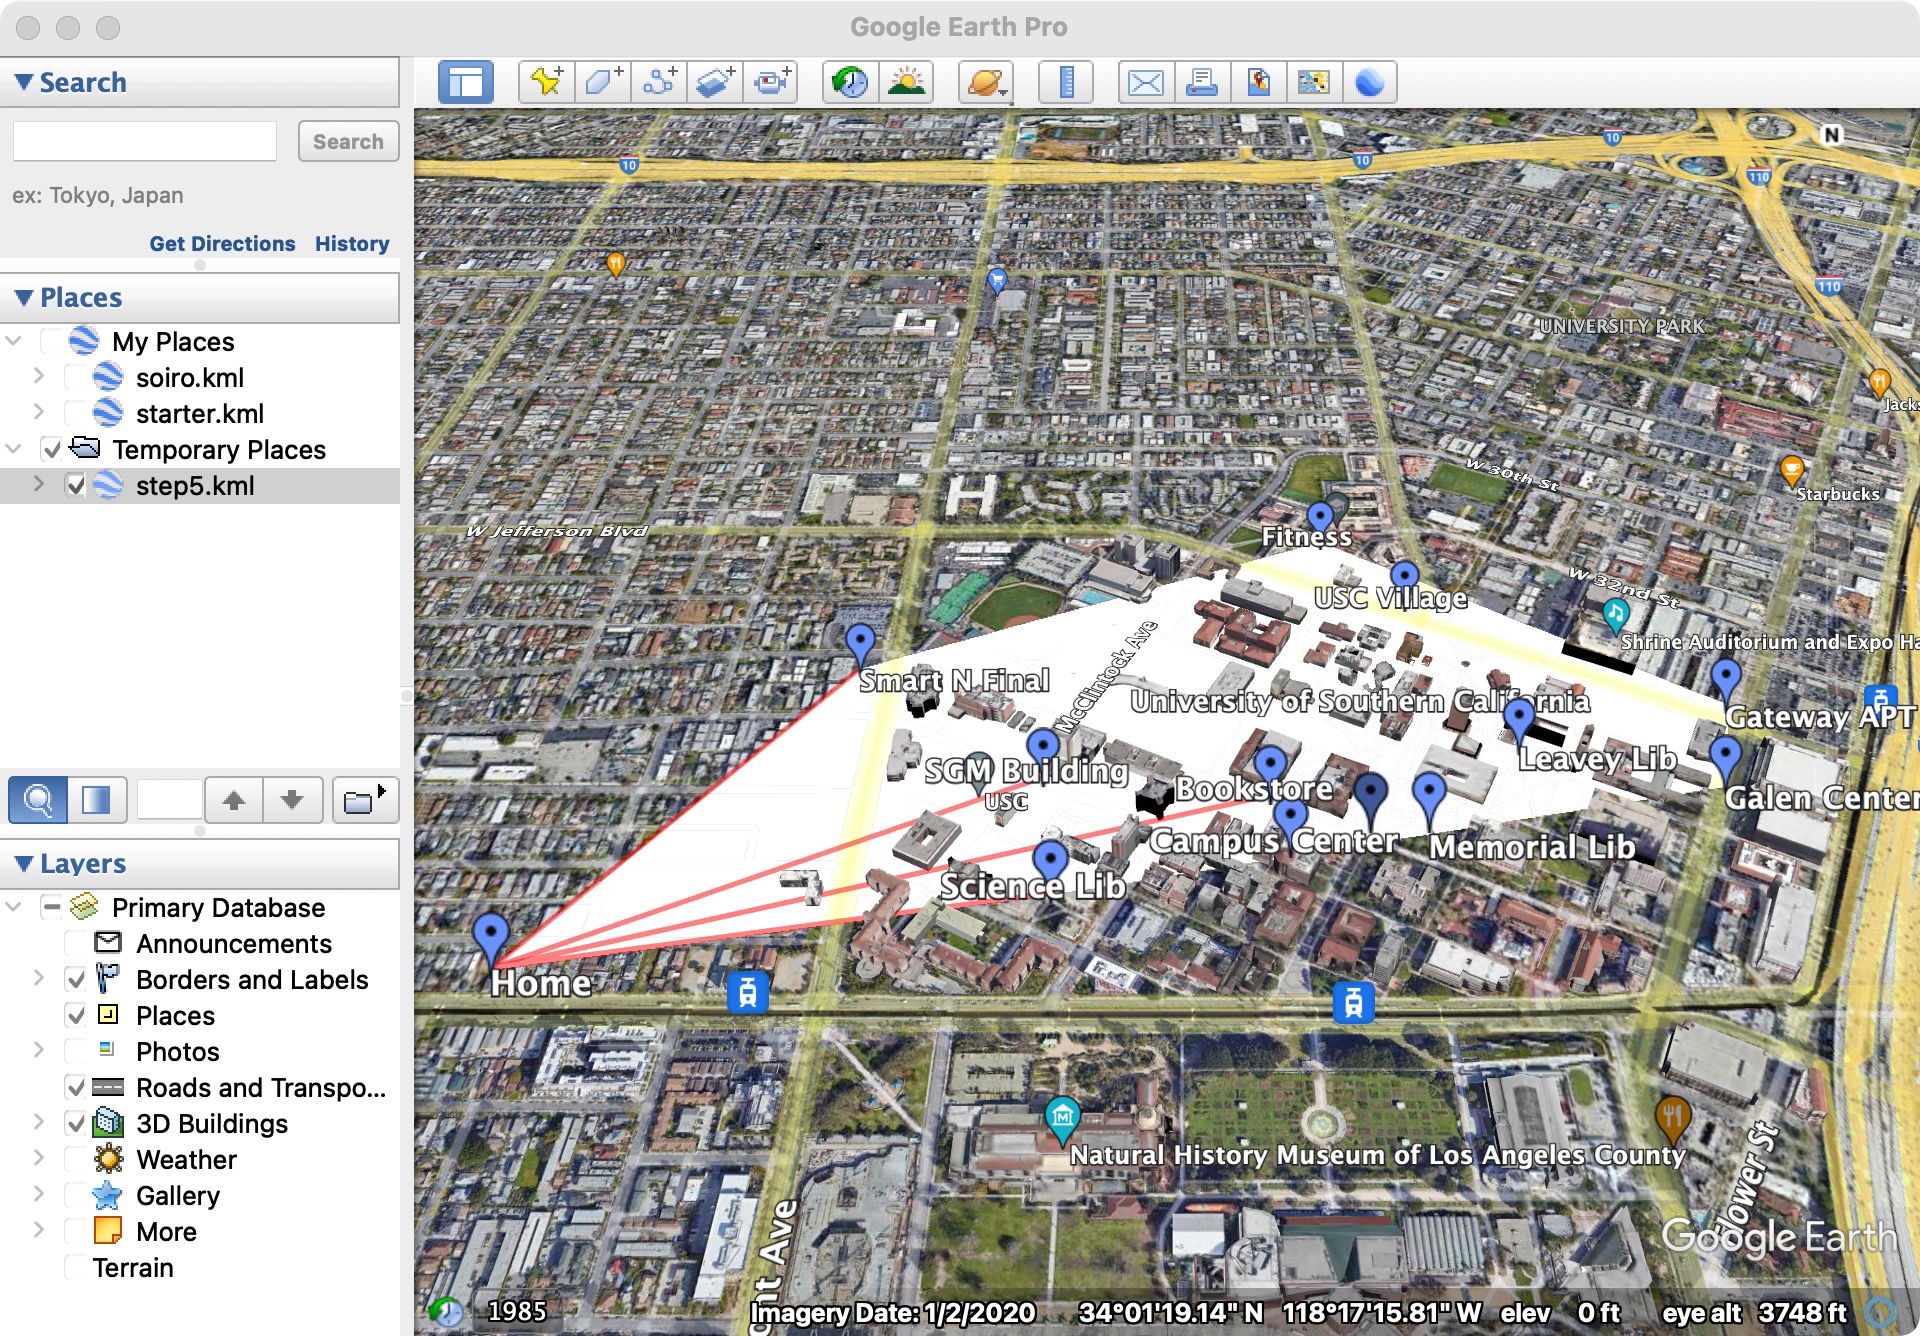 Google Earth Pro
Search
Search
ex: Tokyo, Japan
Get Directions History
Places
My Places
soiro.kml
starter.kml
Temporary Places
step5.kml
Layers
Primary Database
Announcements
Borders and Labels
Places
Photos
Roads and Transpo...
3D Buildings
Weather
Gallery
More
Terrain
10
10
10
N
110
110
UNIVERSITY PARK
Jacks
W 30th St
Starbucks
W Jefferson Blvd
Fitness
W 32nd St
USC Village
Shrine Auditorium and Expo Ha
McClintock Ave
Smart N Final
University of Southern California
Gateway APT
SGM Building
Leavey Lib
USC
Bookstore
Galen Center
Campus Center
Memorial Lib
Science Lib
Home
M
Natural History Museum of Los Angeles County
Flower St
nt Ave
Google Earth
1985
Imagery Date: 1/2/2020 34°01'19.14" N 118°17'15.81" W elev 0 ft eye alt 3748 ft